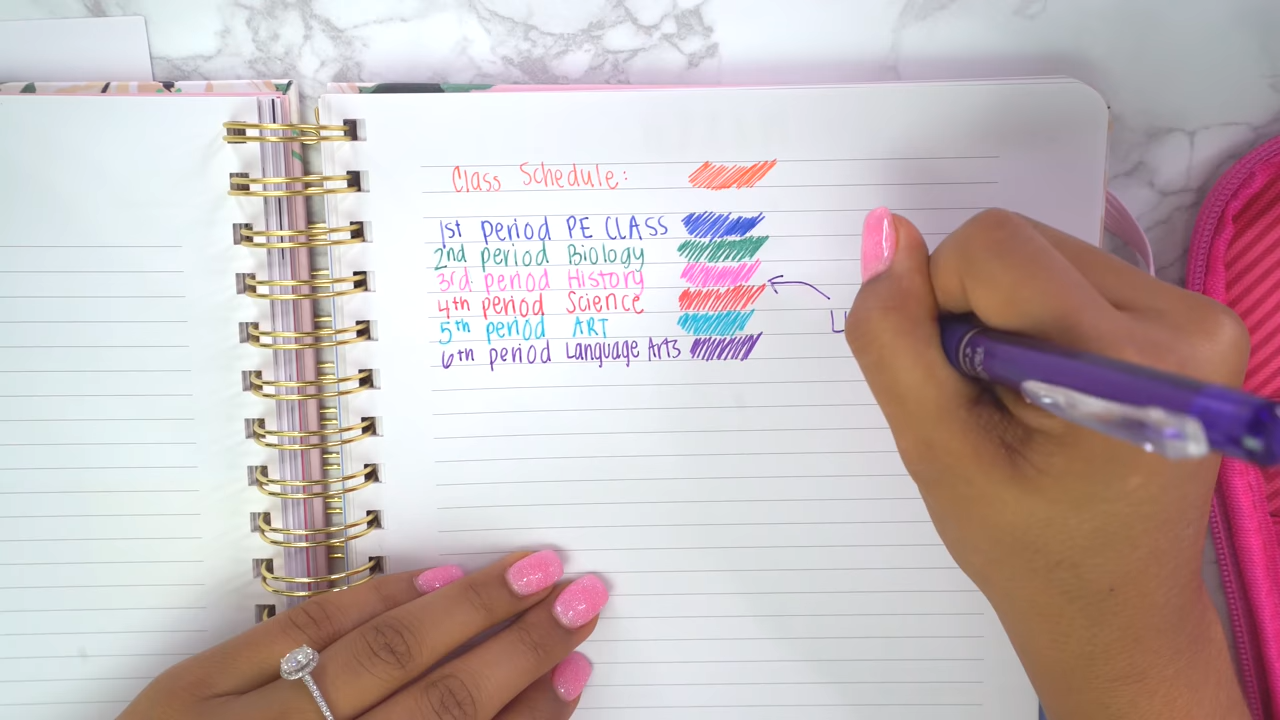 Class Schedule:
1st period PE CLASS
2nd period Biology
3rd period History
4th period Science
5th period ART
6th period Language Arts